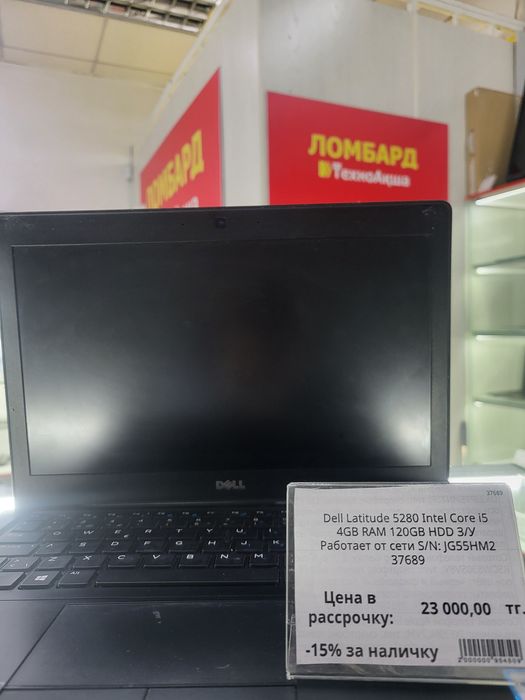 ЛОМБАРД
ТехноАқша
ЛОМБАРД
DELL
37689
Dell Latitude 5280 Intel Core i5
4GB RAM 120GB HDD З/У
Работает от сети S/N: JG55HM2
37689
Цена в
рассрочку: 23 000,00 тг.
-15% за наличку